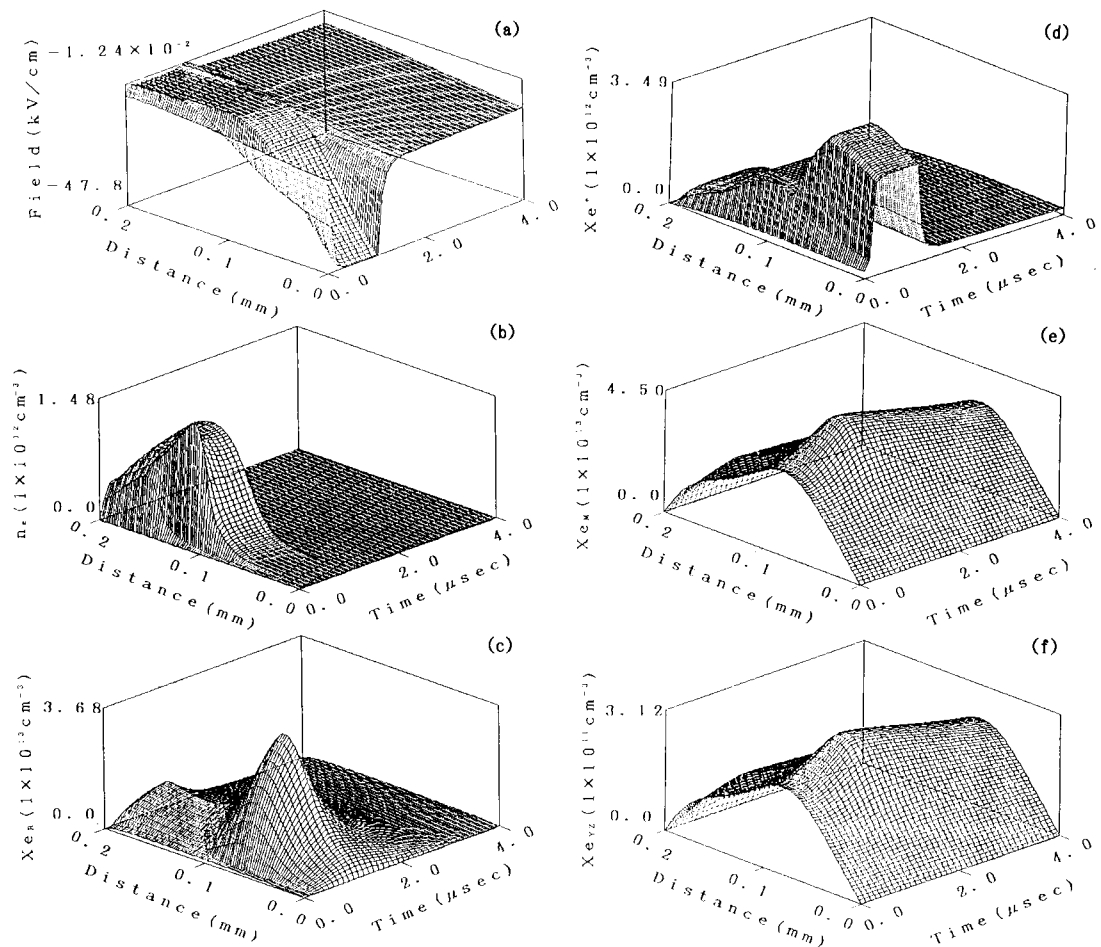 (a)
Field (kV/cm)
-1.24×10⁻²
-47.8
0.2
0.1
0.0
Distance (mm)
0.0
2.0
4.0
(b)
nₑ (1×10¹²cm⁻³)
1.48
0.0
0.2
0.1
0.0
Distance (mm)
0.0
2.0
4.0
Time (μsec)
(c)
Xe_R (1×10¹³cm⁻³)
3.68
0.0
0.2
0.1
0.0
Distance (mm)
0.0
2.0
4.0
Time (μsec)
(d)
Xe⁺ (1×10¹²cm⁻³)
3.49
0.0
0.2
0.1
0.0
Distance (mm)
0.0
2.0
4.0
Time (μsec)
(e)
Xe_M (1×10¹³cm⁻³)
4.50
0.0
0.2
0.1
0.0
Distance (mm)
0.0
2.0
4.0
Time (μsec)
(f)
Xe_YZ (1×10¹¹cm⁻³)
3.12
0.0
0.2
0.1
0.0
Distance (mm)
0.0
2.0
4.0
Time (μsec)